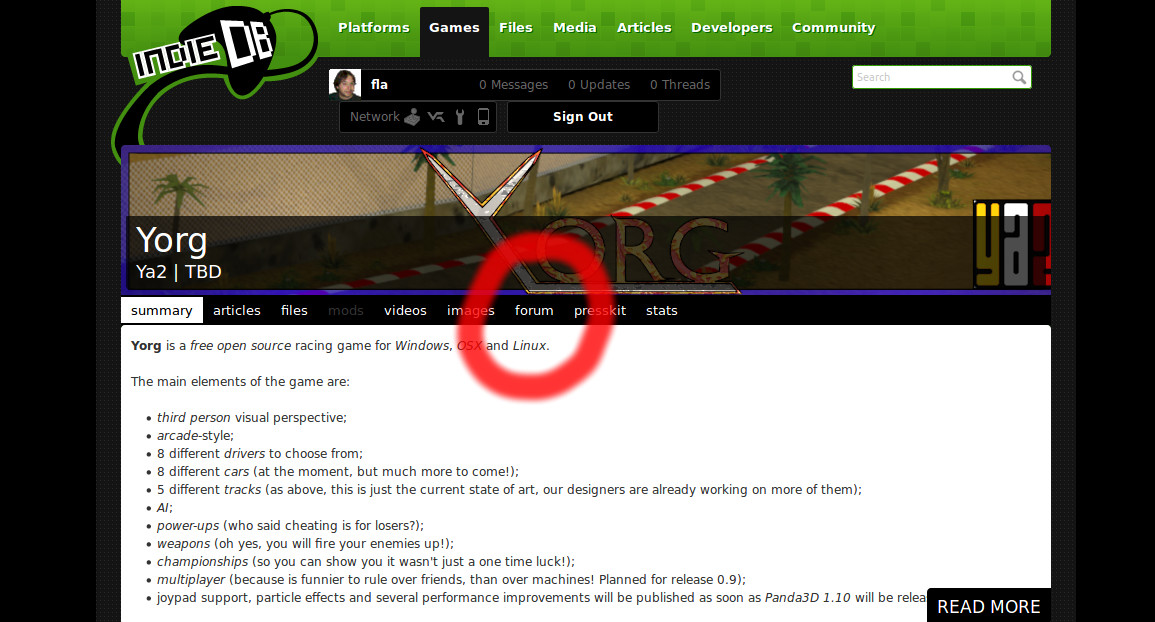 INDIE DB
Platforms Games Files Media Articles Developers Community
fla 0 Messages 0 Updates 0 Threads
Search
Network VR Sign Out
YORG
Yorg
Ya2 | TBD
summary articles files mods videos images forum presskit stats
Yorg is a free open source racing game for Windows, OSX and Linux.
The main elements of the game are:
• third person visual perspective;
• arcade-style;
• 8 different drivers to choose from;
• 8 different cars (at the moment, but much more to come!);
• 5 different tracks (as above, this is just the current state of art, our designers are already working on more of them);
• AI;
• power-ups (who said cheating is for losers?);
• weapons (oh yes, you will fire your enemies up!);
• championships (so you can show you it wasn't just a one time luck!);
• multiplayer (because is funnier to rule over friends, than over machines! Planned for release 0.9);
• joypad support, particle effects and several performance improvements will be published as soon as Panda3D 1.10 will be relea
READ MORE